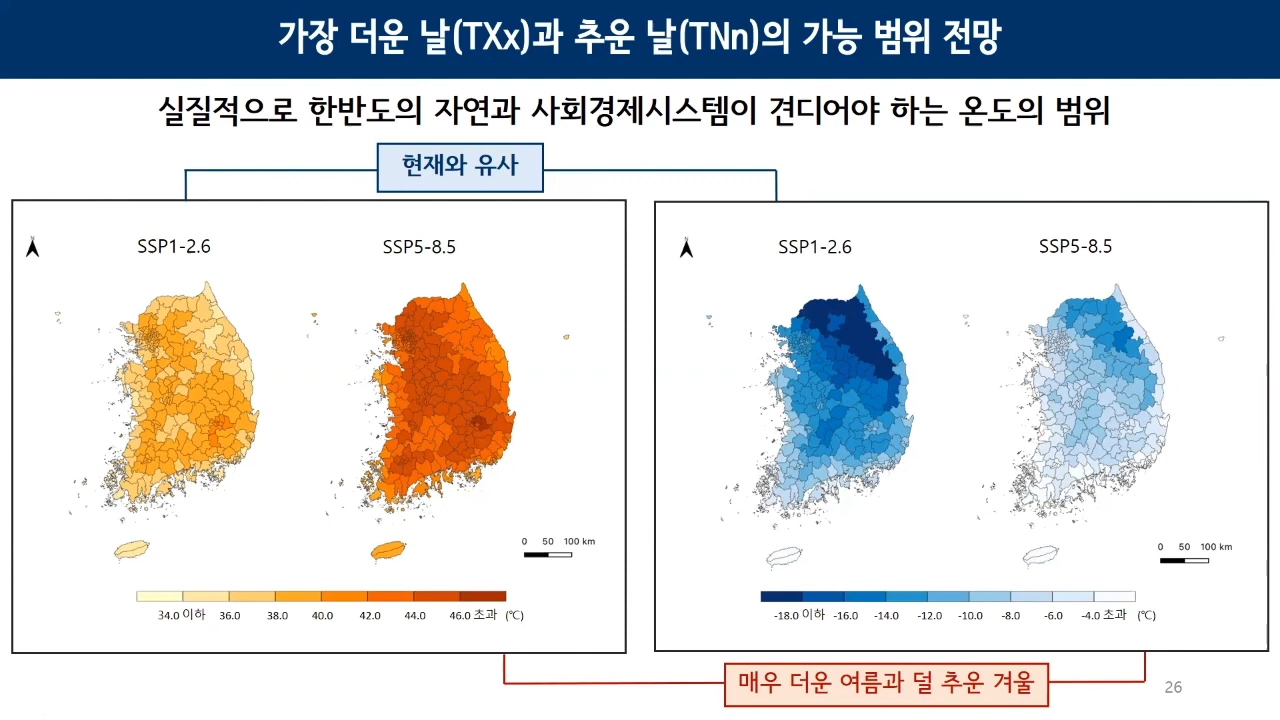 가장 더운 날(TXx)과 추운 날(TNn)의 가능 범위 전망
실질적으로 한반도의 자연과 사회경제시스템이 견디어야 하는 온도의 범위
현재와 유사
N
SSP1-2.6
SSP5-8.5
0 50 100 km
34.0 이하 36.0 38.0 40.0 42.0 44.0 46.0 초과 (℃)
N
SSP1-2.6
SSP5-8.5
0 50 100 km
-18.0 이하 -16.0 -14.0 -12.0 -10.0 -8.0 -6.0 -4.0 초과 (℃)
매우 더운 여름과 덜 추운 겨울
26